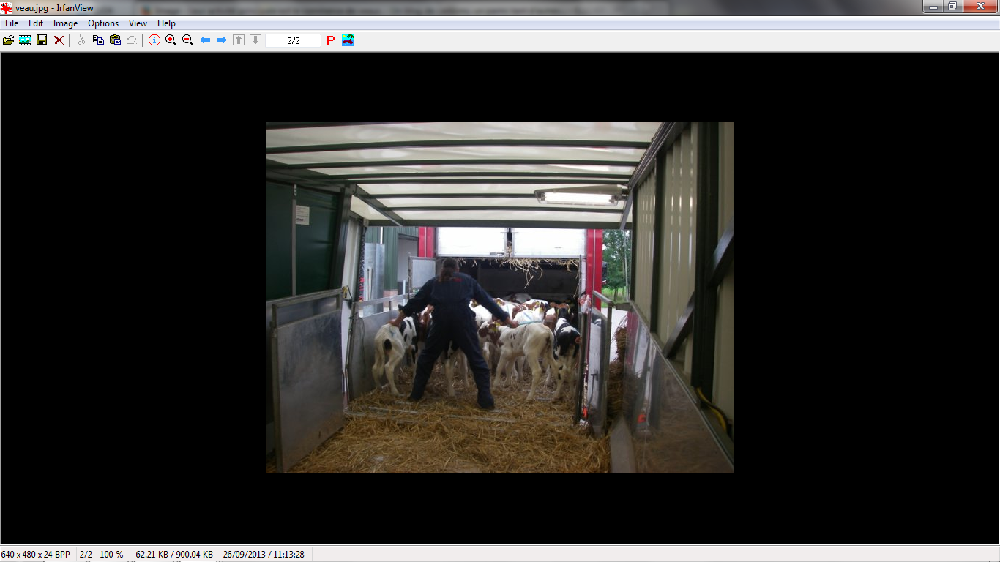 veau.jpg - IrfanView
File Edit Image Options View Help
2/2
P
640 x 480 x 24 BPP 2/2 100 % 62.21 KB / 900.04 KB 26/09/2013 / 11:13:28